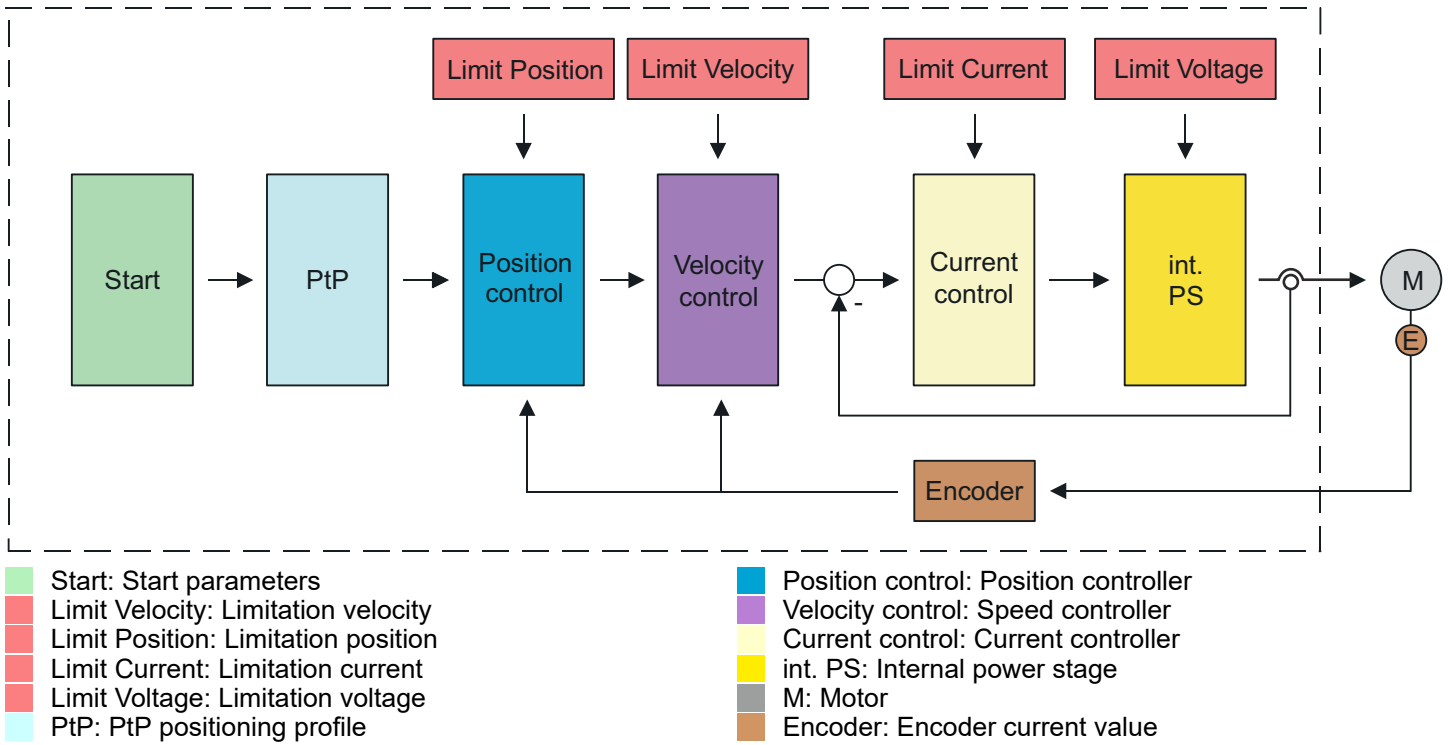 Limit Position
Limit Velocity
Limit Current
Limit Voltage
Start
PtP
Position
control
Velocity
control
-
Current
control
int.
PS
M
E
Encoder
Start: Start parameters
Limit Velocity: Limitation velocity
Limit Position: Limitation position
Limit Current: Limitation current
Limit Voltage: Limitation voltage
PtP: PtP positioning profile
Position control: Position controller
Velocity control: Speed controller
Current control: Current controller
int. PS: Internal power stage
M: Motor
Encoder: Encoder current value